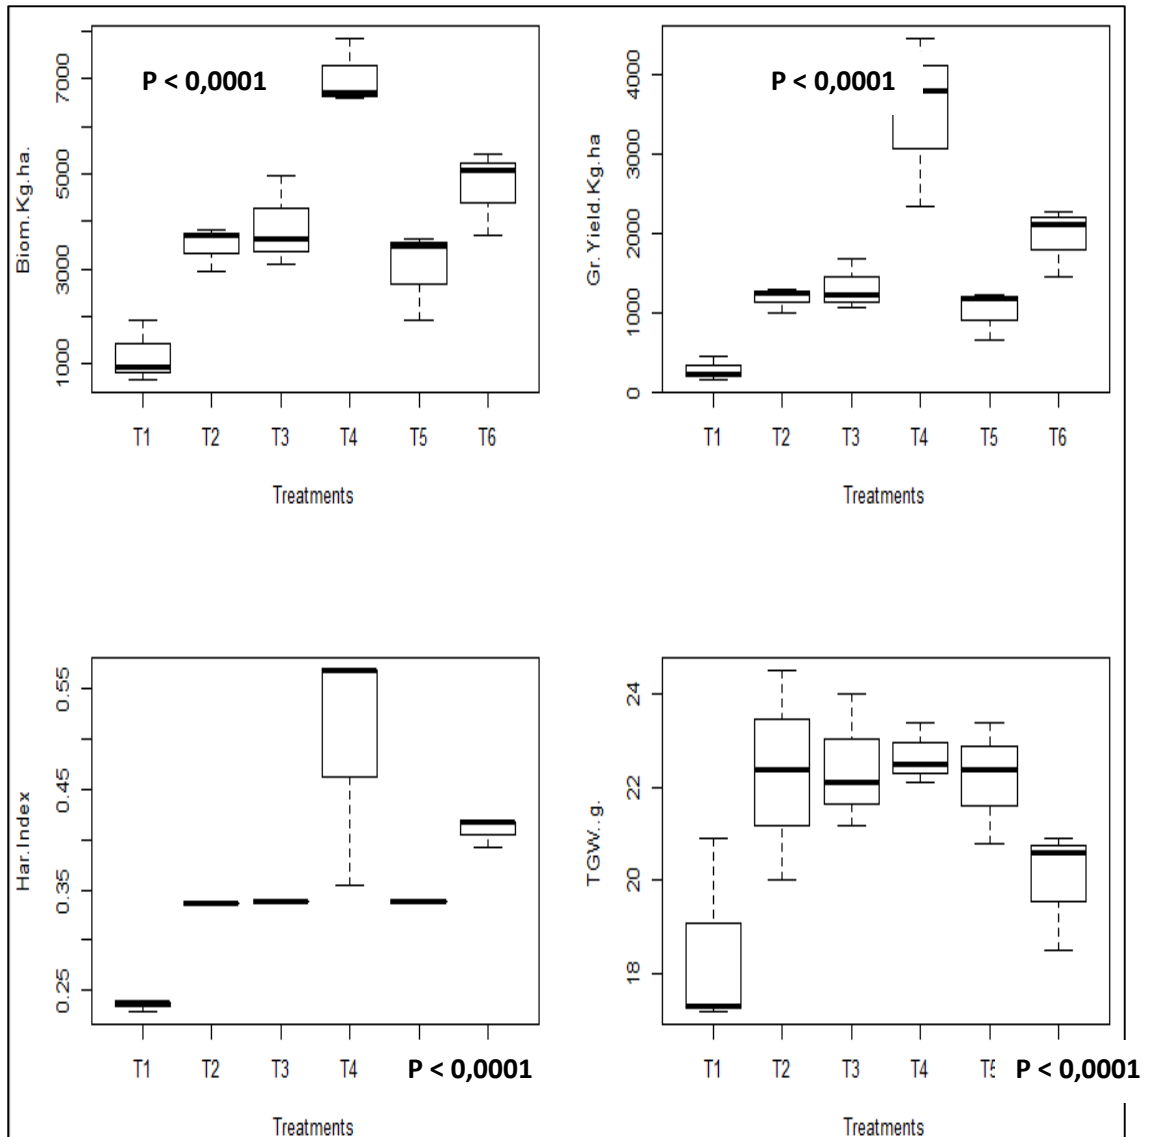 P < 0,0001
Biom.Kg.ha.
7000
5000
3000
1000
T1 T2 T3 T4 T5 T6
Treatments
P < 0,0001
Gr.Yield.Kg.ha
4000
3000
2000
1000
0
T1 T2 T3 T4 T5 T6
Treatments
Har.Index
0.55
0.45
0.35
0.25
T1 T2 T3 T4 P < 0,0001
Treatments
TGW..g.
24
22
20
18
T1 T2 T3 T4 P < 0,0001
Treatments